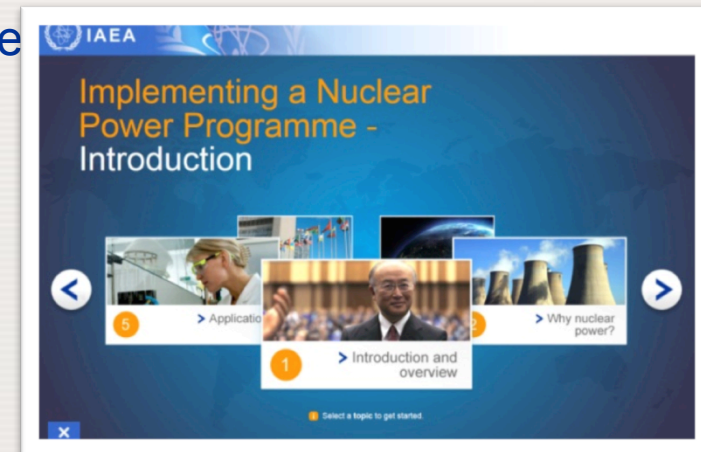 e
IAEA
Implementing a Nuclear
Power Programme -
Introduction
5
> Applicatio
1
> Introduction and
overview
2
> Why nuclear
power?
Select a topic to get started.
x